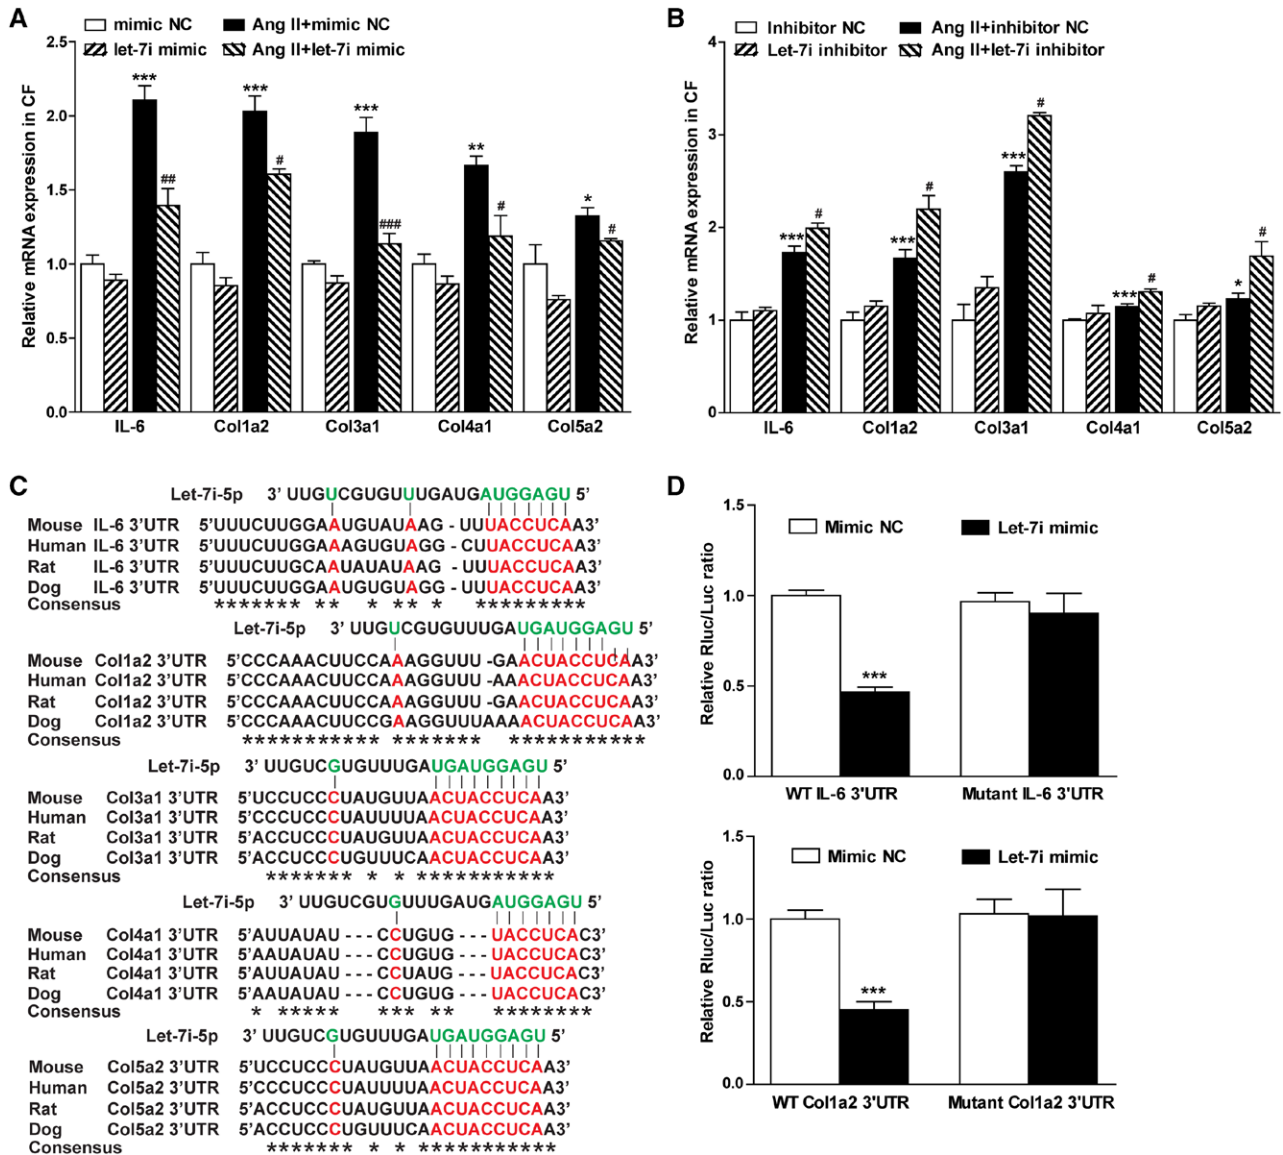 A
mimic NC
Ang II+mimic NC
let-7i mimic
Ang II+let-7i mimic
Relative mRNA expression in CF
2.5
2.0
1.5
1.0
0.5
0.0
***
##
***
#
***
###
**
#
*
#
IL-6 Col1a2 Col3a1 Col4a1 Col5a2
B
Inhibitor NC
Ang II+inhibitor NC
Let-7i inhibitor
Ang II+let-7i inhibitor
Relative mRNA expression in CF
4
3
2
1
0
***
#
***
#
***
#
***
#
*
#
IL-6 Col1a2 Col3a1 Col4a1 Col5a2
C
Let-7i-5p 3' UUGUCGUGUUUGAUGAUGGAGU 5'
Mouse IL-6 3'UTR 5'UUUCUUGGAAUGUAUAAG - UUUACCUCAA3'
Human IL-6 3'UTR 5'UUUCUUGGAAAGUGUAGG - CUUACCUCAA3'
Rat IL-6 3'UTR 5'UUUCUUGCAAUAUAUAAG - UUUACCUCAA3'
Dog IL-6 3'UTR 5'UUUCUUGGAAUGUGUAGG - UUUACCUCAA3'
Consensus ******* ** * ** * *********
Let-7i-5p 3' UUGUCGUGUUUGAUGAUGGAGU 5'
Mouse Col1a2 3'UTR 5'CCCAAACUUCCAAAGGUUU -GAACUACCUCAA3'
Human Col1a2 3'UTR 5'CCCAAACUUCCAAAGGUUU -AAACUACCUCAA3'
Rat Col1a2 3'UTR 5'CCCAAACUUCCAAAGGUUU -GAACUACCUCAA3'
Dog Col1a2 3'UTR 5'CCCAAACUUCCGAAGGUUUAAAACUACCUCAA3'
Consensus *********** ******* ***********
Let-7i-5p 3' UUGUCGUGUUUGAUGAUGGAGU 5'
Mouse Col3a1 3'UTR 5'UCCUCCCUAUGUUAACUACCUCAA3'
Human Col3a1 3'UTR 5'CCCUCCCUAUUUUAACUACCUCAA3'
Rat Col3a1 3'UTR 5'ACCUCCCUAUGUUAACUACCUCAA3'
Dog Col3a1 3'UTR 5'ACCUCCCUGUUUCAACUACCUCAA3'
Consensus ******* * * ***********
Let-7i-5p 3' UUGUCGUGUUUGAUGAUGGAGU 5'
Mouse Col4a1 3'UTR 5'AUUAUAU - - - CCUGUG - - - UACCUCAC3'
Human Col4a1 3'UTR 5'AAUAUAU - - - CCUGUG - - - UACCUCAC3'
Rat Col4a1 3'UTR 5'AUUAUAU - - - CCUAUG - - - UACCUCAC3'
Dog Col4a1 3'UTR 5'AAUAUAU - - - CCUGUG - - - UACCUCAC3'
Consensus * ***** *** ** ********
Let-7i-5p 3' UUGUCGUGUUUGAUGAUGGAGU 5'
Mouse Col5a2 3'UTR 5'UCCUCCCUAUGUUAACUACCUCAA3'
Human Col5a2 3'UTR 5'CCCUCCCUAUUUUAACUACCUCAA3'
Rat Col5a2 3'UTR 5'ACCUCCCUAUGUUAACUACCUCAA3'
Dog Col5a2 3'UTR 5'ACCUCCCUGUUUCAACUACCUCAA3'
Consensus ******* * * ***********
D
Mimic NC
Let-7i mimic
Relative Rluc/Luc ratio
1.5
1.0
0.5
0.0
***
WT IL-6 3'UTR Mutant IL-6 3'UTR
Mimic NC
Let-7i mimic
Relative Rluc/Luc ratio
1.5
1.0
0.5
0.0
***
WT Col1a2 3'UTR Mutant Col1a2 3'UTR